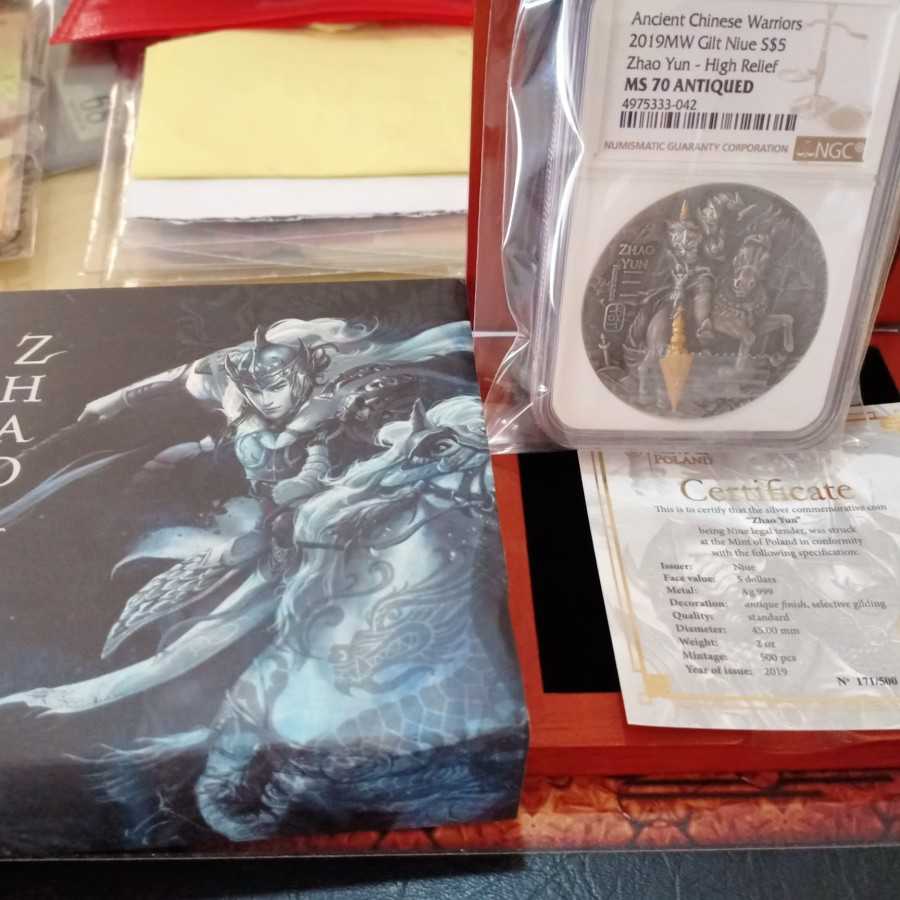 Ancient Chinese Warriors
2019MW Gilt Niue S$5
Zhao Yun - High Relief
MS 70 ANTIQUED
4975333-042
NUMISMATIC GUARANTY CORPORATION NGC®
ZHAO
YUN
Z
H
A
O
POLAND
Certificate
This is to certify that the silver commemorative coin
"Zhao Yun"
being Niue legal tender, was struck
at the Mint of Poland in conformity
with the following specification:
Issuer: Niue
Face value: 5 dollars
Metal: Ag 999
Decoration: antique finish, selective gilding
Quality: standard
Diameter: 45.00 mm
Weight: 2 oz
Mintage: 500 pcs
Year of issue: 2019
Nº 171/500